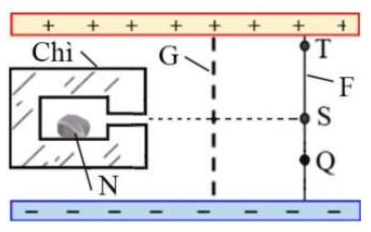 + + + + + + + +
Chì
G
T
F
S
Q
N
− − − − − − − −